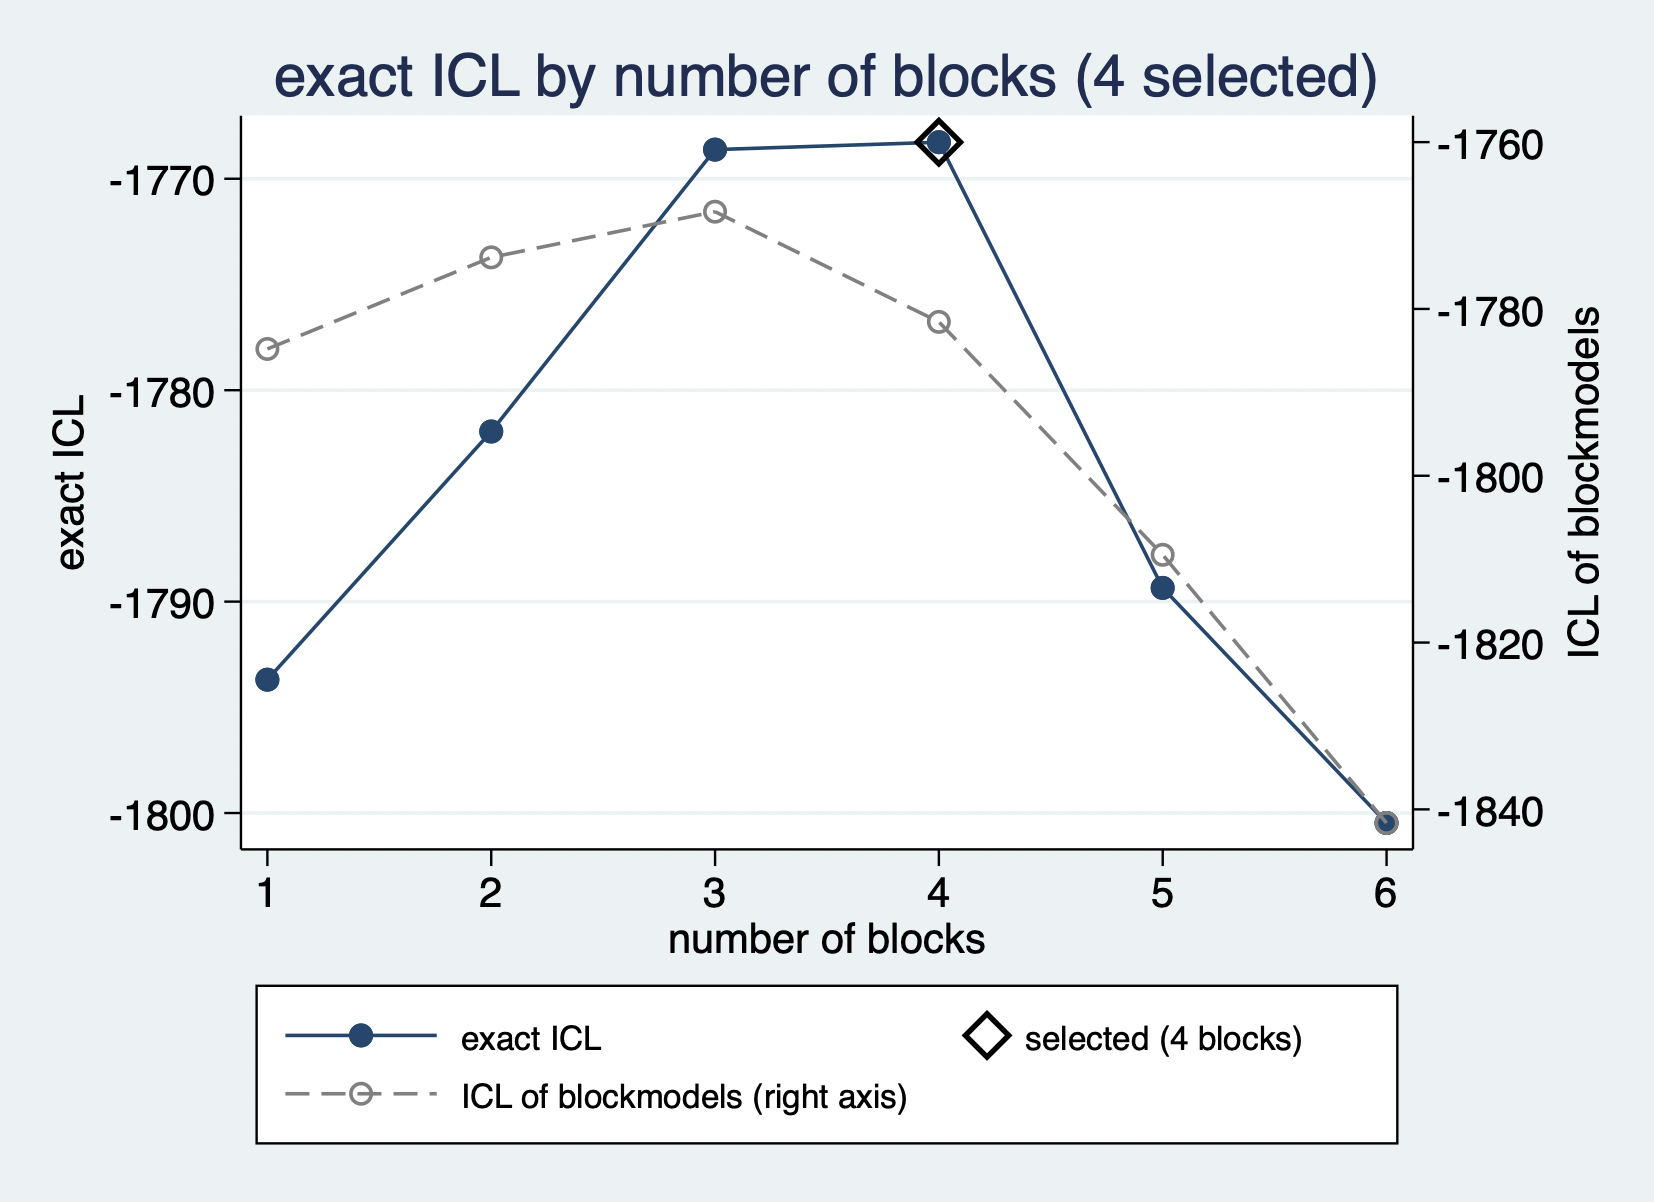 exact ICL by number of blocks (4 selected)
exact ICL
-1770
-1780
-1790
-1800
-1760
-1780
-1800
-1820
-1840
ICL of blockmodels
1 2 3 4 5 6
number of blocks
exact ICL
selected (4 blocks)
ICL of blockmodels (right axis)